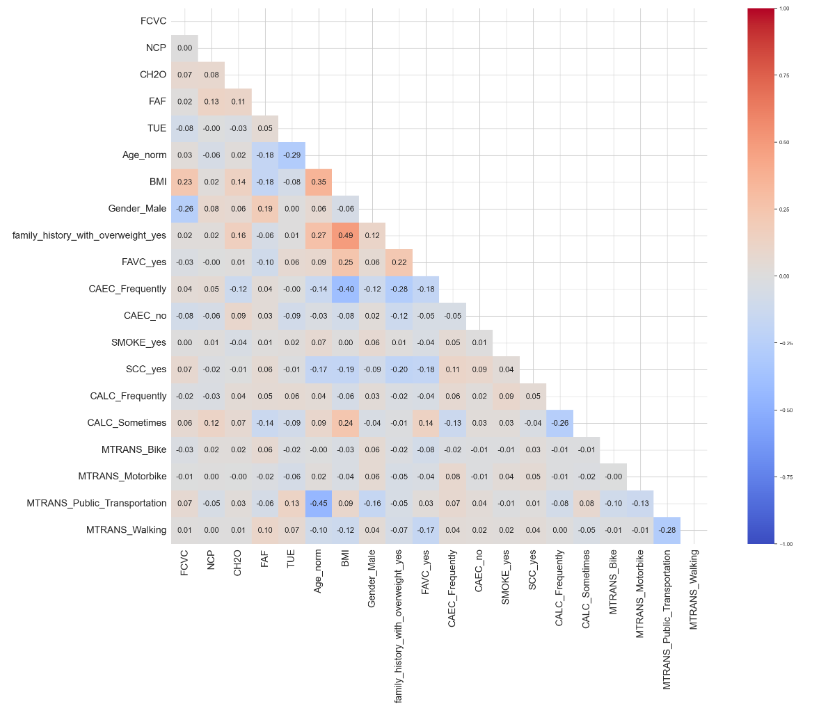 FCVC
1.00
NCP 0.00
0.75
CH2O 0.07 0.08
FAF 0.02 0.13 0.11
TUE -0.08 -0.00 -0.03 0.05
0.50
Age_norm 0.03 -0.06 0.02 -0.18 -0.29
BMI 0.23 0.02 0.14 -0.18 -0.08 0.35
Gender_Male -0.26 0.08 0.06 0.19 0.00 0.06 -0.06
0.25
family_history_with_overweight_yes 0.02 0.02 0.16 -0.06 0.01 0.27 0.49 0.12
FAVC_yes -0.03 -0.00 0.01 -0.10 0.06 0.09 0.25 0.06 0.22
0.00
CAEC_Frequently 0.04 0.05 -0.12 0.04 -0.00 -0.14 -0.40 -0.12 -0.28 -0.18
CAEC_no -0.08 -0.06 0.09 0.03 -0.09 -0.03 -0.08 0.02 -0.12 -0.05 -0.05
SMOKE_yes 0.00 0.01 -0.04 0.01 0.02 0.07 0.00 0.06 0.01 -0.04 0.05 0.01
-0.25
SCC_yes 0.07 -0.02 -0.01 0.06 -0.01 -0.17 -0.19 -0.09 -0.20 -0.18 0.11 0.09 0.04
CALC_Frequently -0.02 -0.03 0.04 0.05 0.06 0.04 -0.06 0.03 -0.02 0.04 0.06 0.02 0.09 0.05
-0.50
CALC_Sometimes 0.06 0.12 0.07 -0.14 -0.09 0.09 0.24 -0.04 -0.01 0.14 -0.13 0.03 0.03 -0.04 -0.26
MTRANS_Bike -0.03 0.02 0.02 0.06 -0.02 -0.00 -0.03 0.06 -0.02 -0.08 -0.02 -0.01 -0.01 0.03 -0.01 -0.01
MTRANS_Motorbike -0.01 0.00 -0.00 -0.02 -0.06 0.02 -0.04 0.06 -0.05 -0.04 0.08 -0.01 0.04 0.05 -0.01 -0.02 -0.00
-0.75
MTRANS_Public_Transportation 0.07 -0.05 0.03 -0.06 0.13 -0.45 0.09 -0.16 -0.05 0.03 0.07 0.04 -0.01 0.01 -0.08 0.08 -0.10 -0.13
MTRANS_Walking 0.01 0.00 0.01 0.10 0.07 -0.10 -0.12 0.04 -0.07 -0.17 0.04 0.02 0.02 0.04 0.00 -0.05 -0.01 -0.01 -0.28
-1.00
FCVC
NCP
CH2O
FAF
TUE
Age_norm
BMI
Gender_Male
family_history_with_overweight_yes
FAVC_yes
CAEC_Frequently
CAEC_no
SMOKE_yes
SCC_yes
CALC_Frequently
CALC_Sometimes
MTRANS_Bike
MTRANS_Motorbike
MTRANS_Public_Transportation
MTRANS_Walking